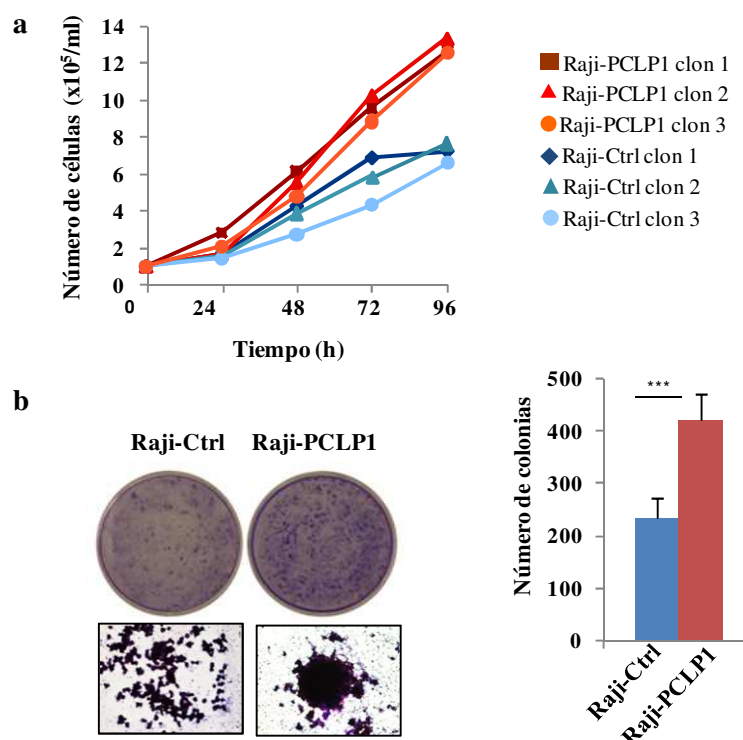 a
Número de células (x10⁵/ml)
14
12
10
8
6
4
2
0
0 24 48 72 96
Tiempo (h)
Raji-PCLP1 clon 1
Raji-PCLP1 clon 2
Raji-PCLP1 clon 3
Raji-Ctrl clon 1
Raji-Ctrl clon 2
Raji-Ctrl clon 3
b
Raji-Ctrl Raji-PCLP1
Número de colonias
500
400
300
200
100
0
***
Raji-Ctrl
Raji-PCLP1